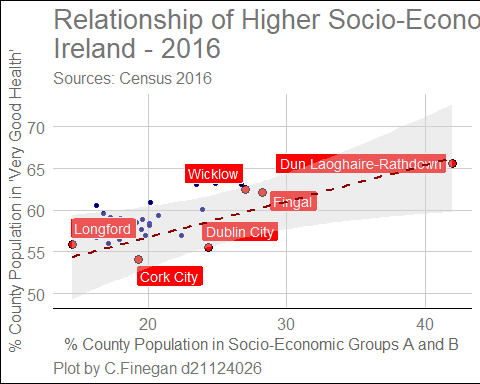 Relationship of Higher Socio-Econo
Ireland - 2016
Sources: Census 2016
% County Population in 'Very Good Health'
70
65
60
55
50
Dun Laoghaire-Rathdown
Wicklow
Fingal
Longford
Dublin City
Cork City
20
30
40
% County Population in Socio-Economic Groups A and B
Plot by C.Finegan d21124026